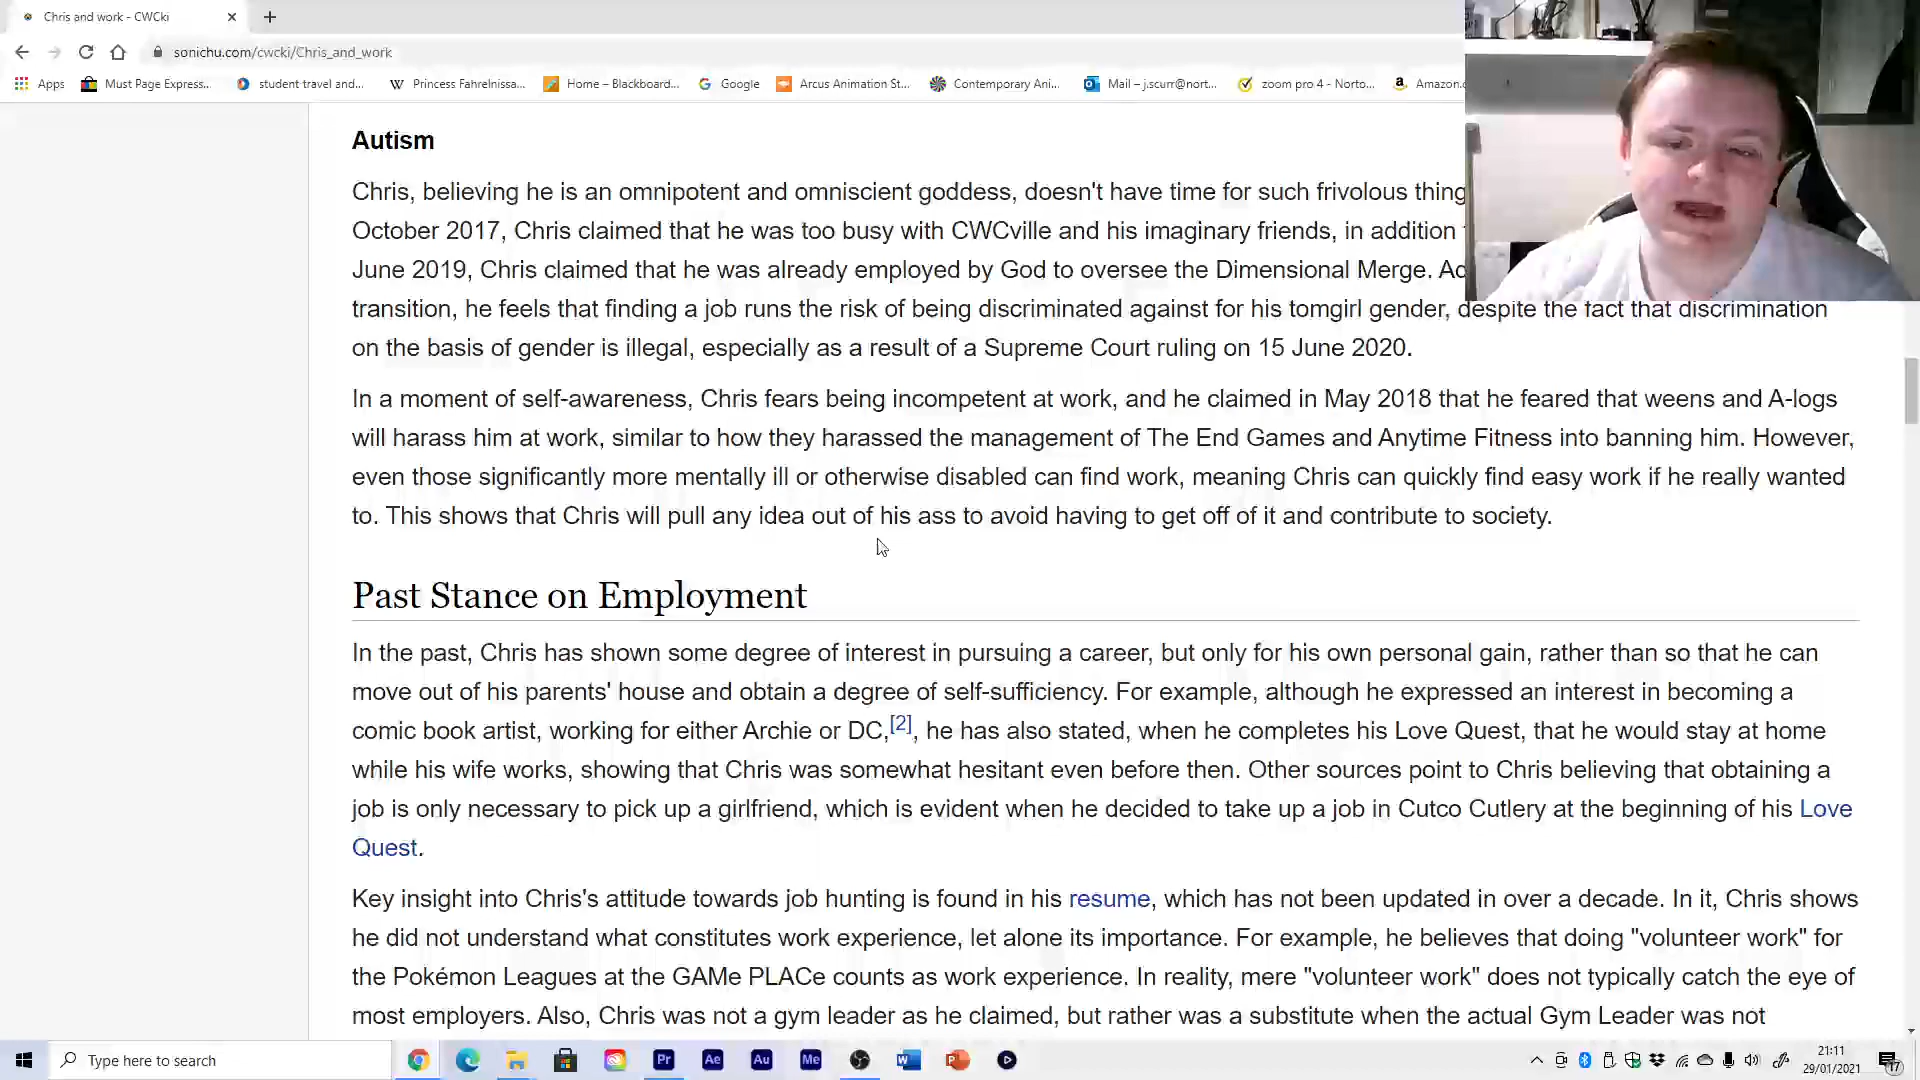 Chris and work - CWCki
sonichu.com/cwcki/Chris_and_work
Apps Must Page Express... student travel and... Princess Fahrelnissa... Home – Blackboard... Google Arcus Animation St... Contemporary Ani... Mail – j.scurr@nort... zoom pro 4 - Norto... Amazon.c
Autism
Chris, believing he is an omnipotent and omniscient goddess, doesn't have time for such frivolous thing
October 2017, Chris claimed that he was too busy with CWCville and his imaginary friends, in addition
June 2019, Chris claimed that he was already employed by God to oversee the Dimensional Merge.
transition, he feels that finding a job runs the risk of being discriminated against for his tomgirl gender, despite the fact that discrimination
on the basis of gender is illegal, especially as a result of a Supreme Court ruling on 15 June 2020.
In a moment of self-awareness, Chris fears being incompetent at work, and he claimed in May 2018 that he feared that weens and A-logs
will harass him at work, similar to how they harassed the management of The End Games and Anytime Fitness into banning him. However,
even those significantly more mentally ill or otherwise disabled can find work, meaning Chris can quickly find easy work if he really wanted
to. This shows that Chris will pull any idea out of his ass to avoid having to get off of it and contribute to society.
Past Stance on Employment
In the past, Chris has shown some degree of interest in pursuing a career, but only for his own personal gain, rather than so that he can
move out of his parents' house and obtain a degree of self-sufficiency. For example, although he expressed an interest in becoming a
comic book artist, working for either Archie or DC,[2], he has also stated, when he completes his Love Quest, that he would stay at home
while his wife works, showing that Chris was somewhat hesitant even before then. Other sources point to Chris believing that obtaining a
job is only necessary to pick up a girlfriend, which is evident when he decided to take up a job in Cutco Cutlery at the beginning of his Love
Quest.
Key insight into Chris's attitude towards job hunting is found in his resume, which has not been updated in over a decade. In it, Chris shows
he did not understand what constitutes work experience, let alone its importance. For example, he believes that doing "volunteer work" for
the Pokémon Leagues at the GAMe PLACe counts as work experience. In reality, mere "volunteer work" does not typically catch the eye of
most employers. Also, Chris was not a gym leader as he claimed, but rather was a substitute when the actual Gym Leader was not
Type here to search
Pr Ae Au Me
21:11
29/01/2021
17